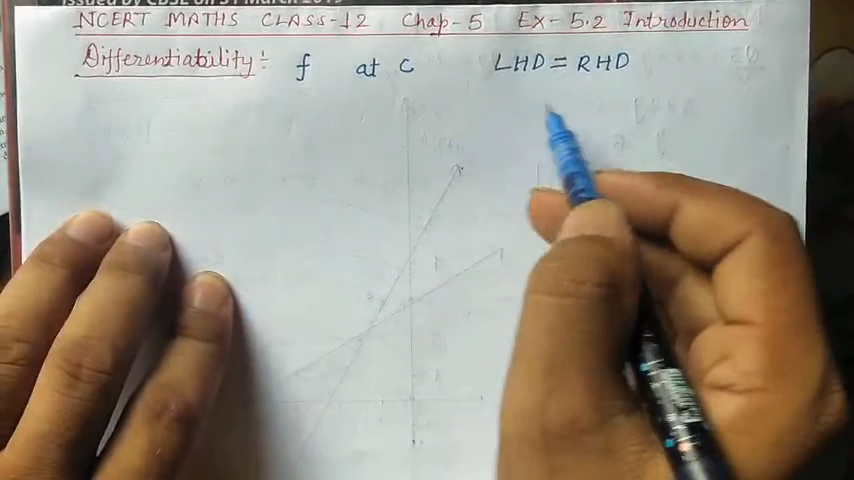 NCERT MATHS CLASS-12 Chap-5 Ex-5.2 Introduction
Differentiability:- f at c LHD = RHD